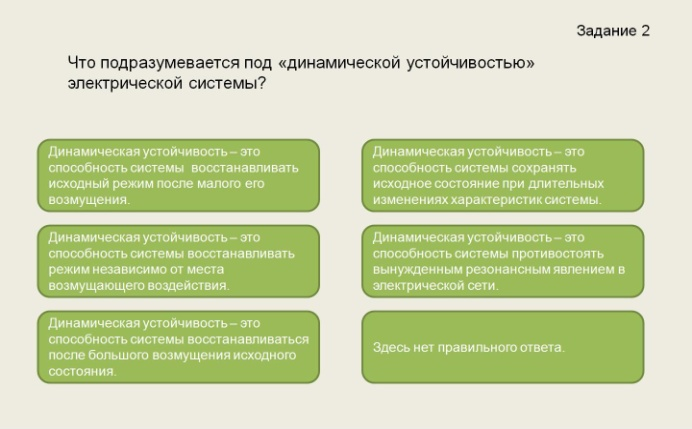 Задание 2
Что подразумевается под «динамической устойчивостью»
электрической системы?
Динамическая устойчивость – это
способность системы восстанавливать
исходный режим после малого его
возмущения.
Динамическая устойчивость – это
способность системы сохранять
исходное состояние при длительных
изменениях характеристик системы.
Динамическая устойчивость – это
способность системы восстанавливать
режим независимо от места
возмущающего воздействия.
Динамическая устойчивость – это
способность системы противостоять
вынужденным резонансным явлением в
электрической сети.
Динамическая устойчивость – это
способность системы восстанавливаться
после большого возмущения исходного
состояния.
Здесь нет правильного ответа.